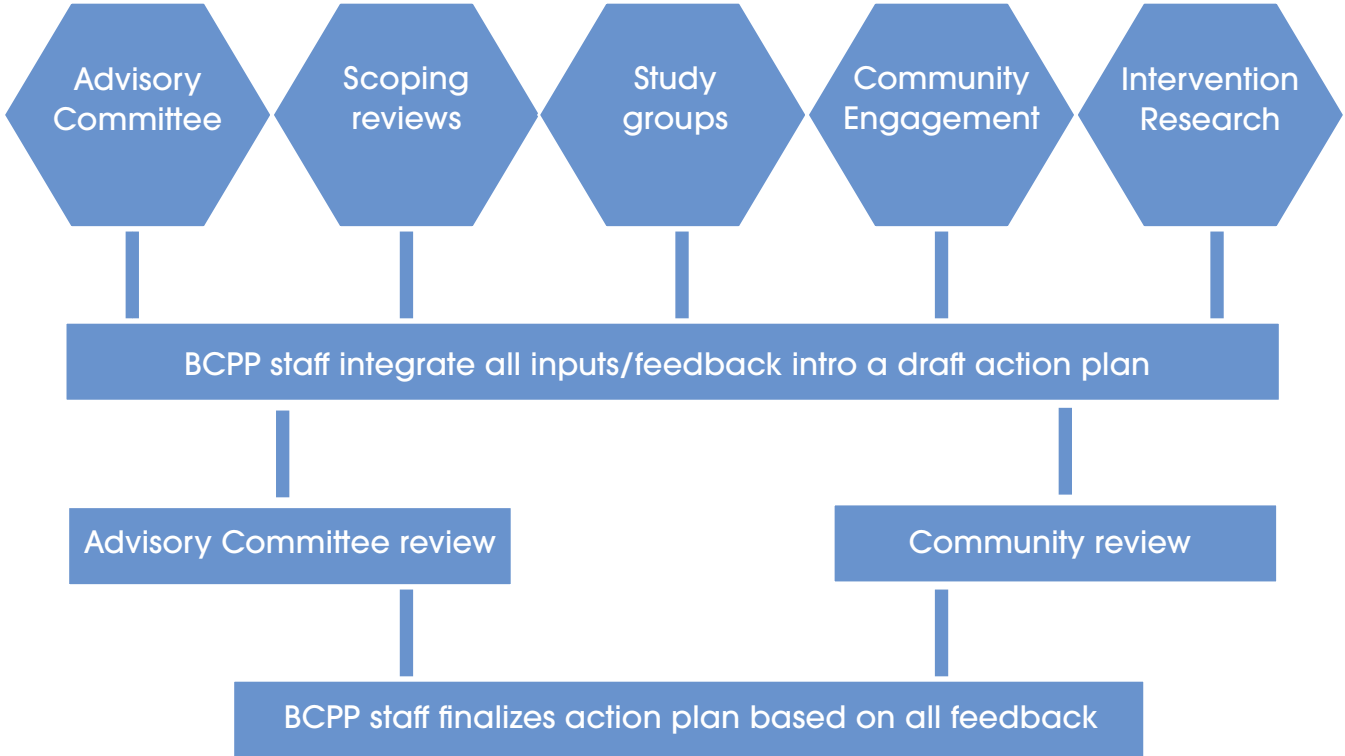 Advisory
Committee
Scoping
reviews
Study
groups
Community
Engagement
Intervention
Research
BCPP staff integrate all inputs/feedback intro a draft action plan
Advisory Committee review
Community review
BCPP staff finalizes action plan based on all feedback